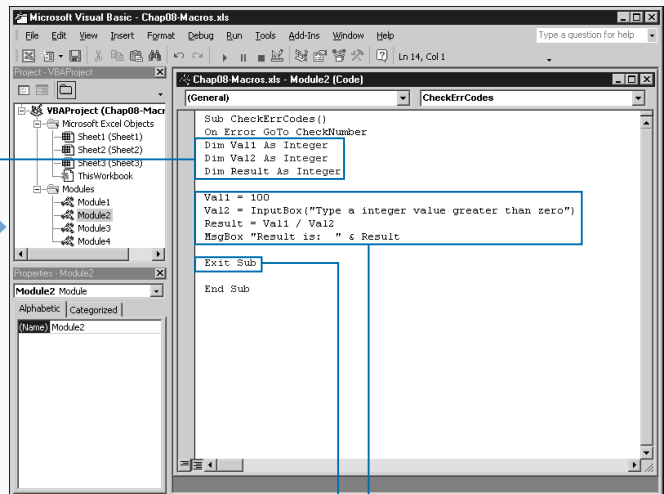 Microsoft Visual Basic - Chap08-Macros.xls
File Edit View Insert Format Debug Run Tools Add-Ins Window Help
Type a question for help
Ln 14, Col 1
Project - VBAProject
VBAProject (Chap08-Macr
Microsoft Excel Objects
Sheet1 (Sheet1)
Sheet2 (Sheet2)
Sheet3 (Sheet3)
ThisWorkbook
Modules
Module1
Module2
Module3
Module4
Properties - Module2
Module2 Module
Alphabetic Categorized
(Name) Module2
Chap08-Macros.xls - Module2 (Code)
(General) CheckErrCodes
Sub CheckErrCodes()
On Error GoTo CheckNumber
Dim Val1 As Integer
Dim Val2 As Integer
Dim Result As Integer
Val1 = 100
Val2 = InputBox("Type a integer value greater than zero")
Result = Val1 / Val2
MsgBox "Result is:  " & Result
Exit Sub
End Sub